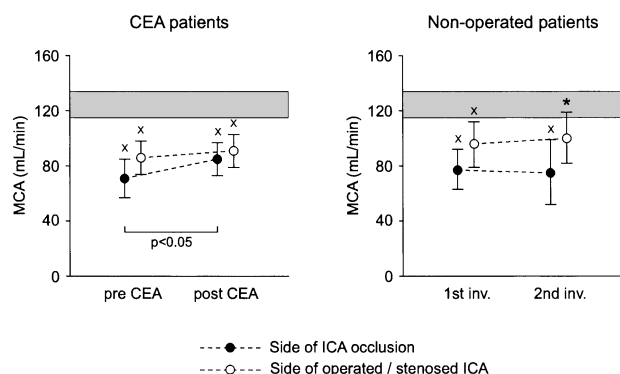 CEA patients
Non-operated patients
160
120
80
40
0
MCA (mL/min)
x
x
x
x
p<0.05
pre CEA
post CEA
160
120
80
40
0
MCA (mL/min)
x
x
x
*
1st inv.
2nd inv.
Side of ICA occlusion
Side of operated / stenosed ICA